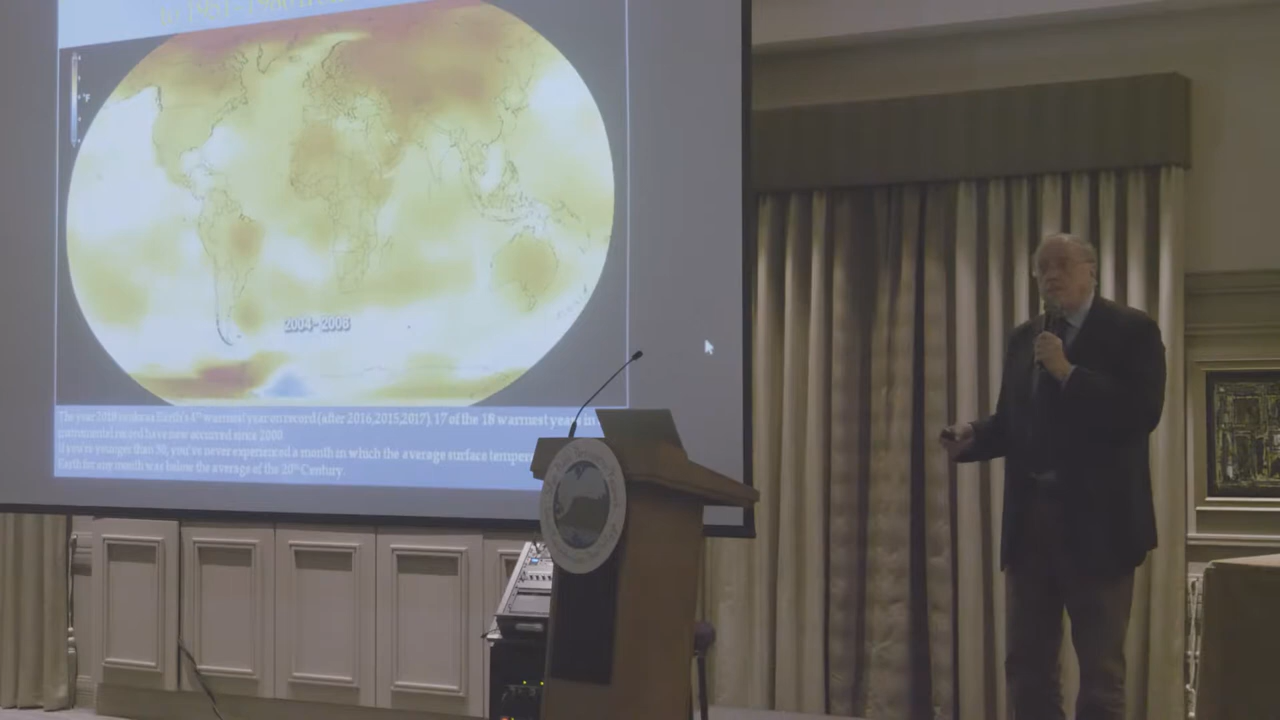 to 1951-1980
°F
2004 - 2008
The year 2018 Earth's 4th warmest year on record (after 2016,2015,2017). 17 of the 18 warmest years in
instrumental record have now occurred since 2000
If you're younger than 30, you've never experienced a month in which the average surface
Earth for any month was below the average of the 20th Century.